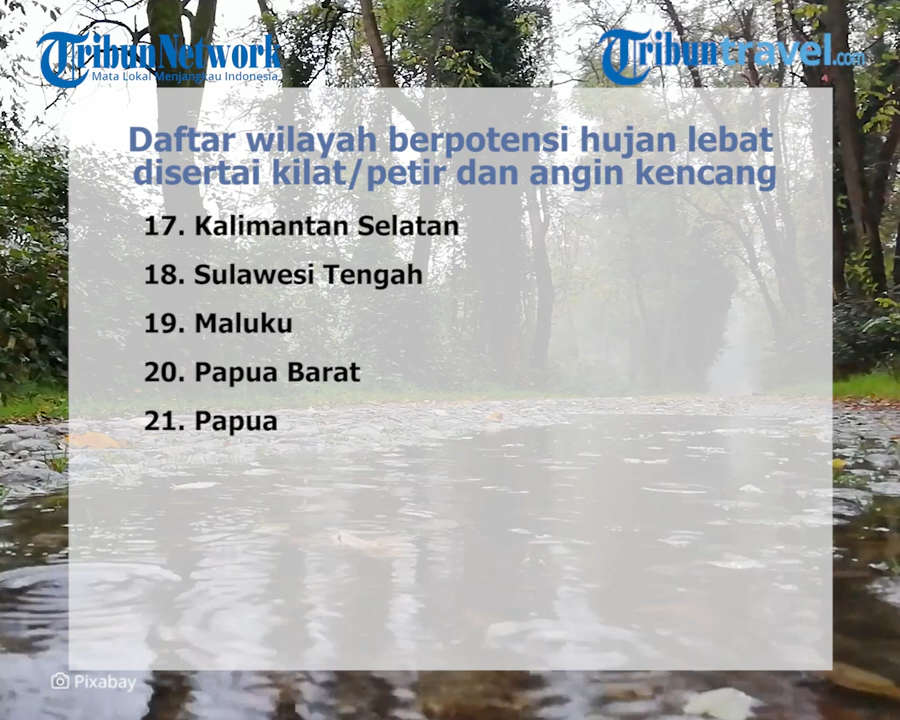 TribunNetwork
Mata Lokal Menjangkau Indonesia
Tribuntravel.com
Daftar wilayah berpotensi hujan lebat
disertai kilat/petir dan angin kencang
17. Kalimantan Selatan
18. Sulawesi Tengah
19. Maluku
20. Papua Barat
21. Papua
Pixabay